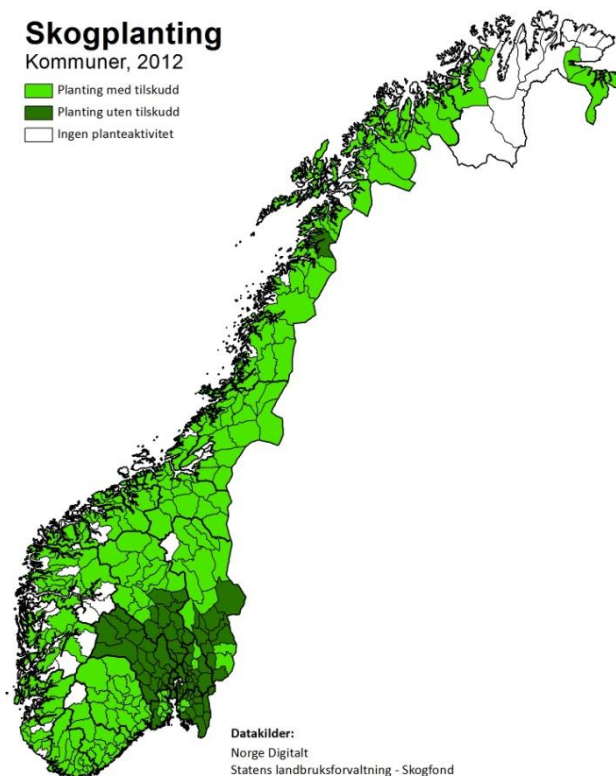 Skogplanting
Kommuner, 2012
Planting med tilskudd
Planting uten tilskudd
Ingen planteaktivitet
Datakilder:
Norge Digitalt
Statens landbruksforvaltning - Skogfond